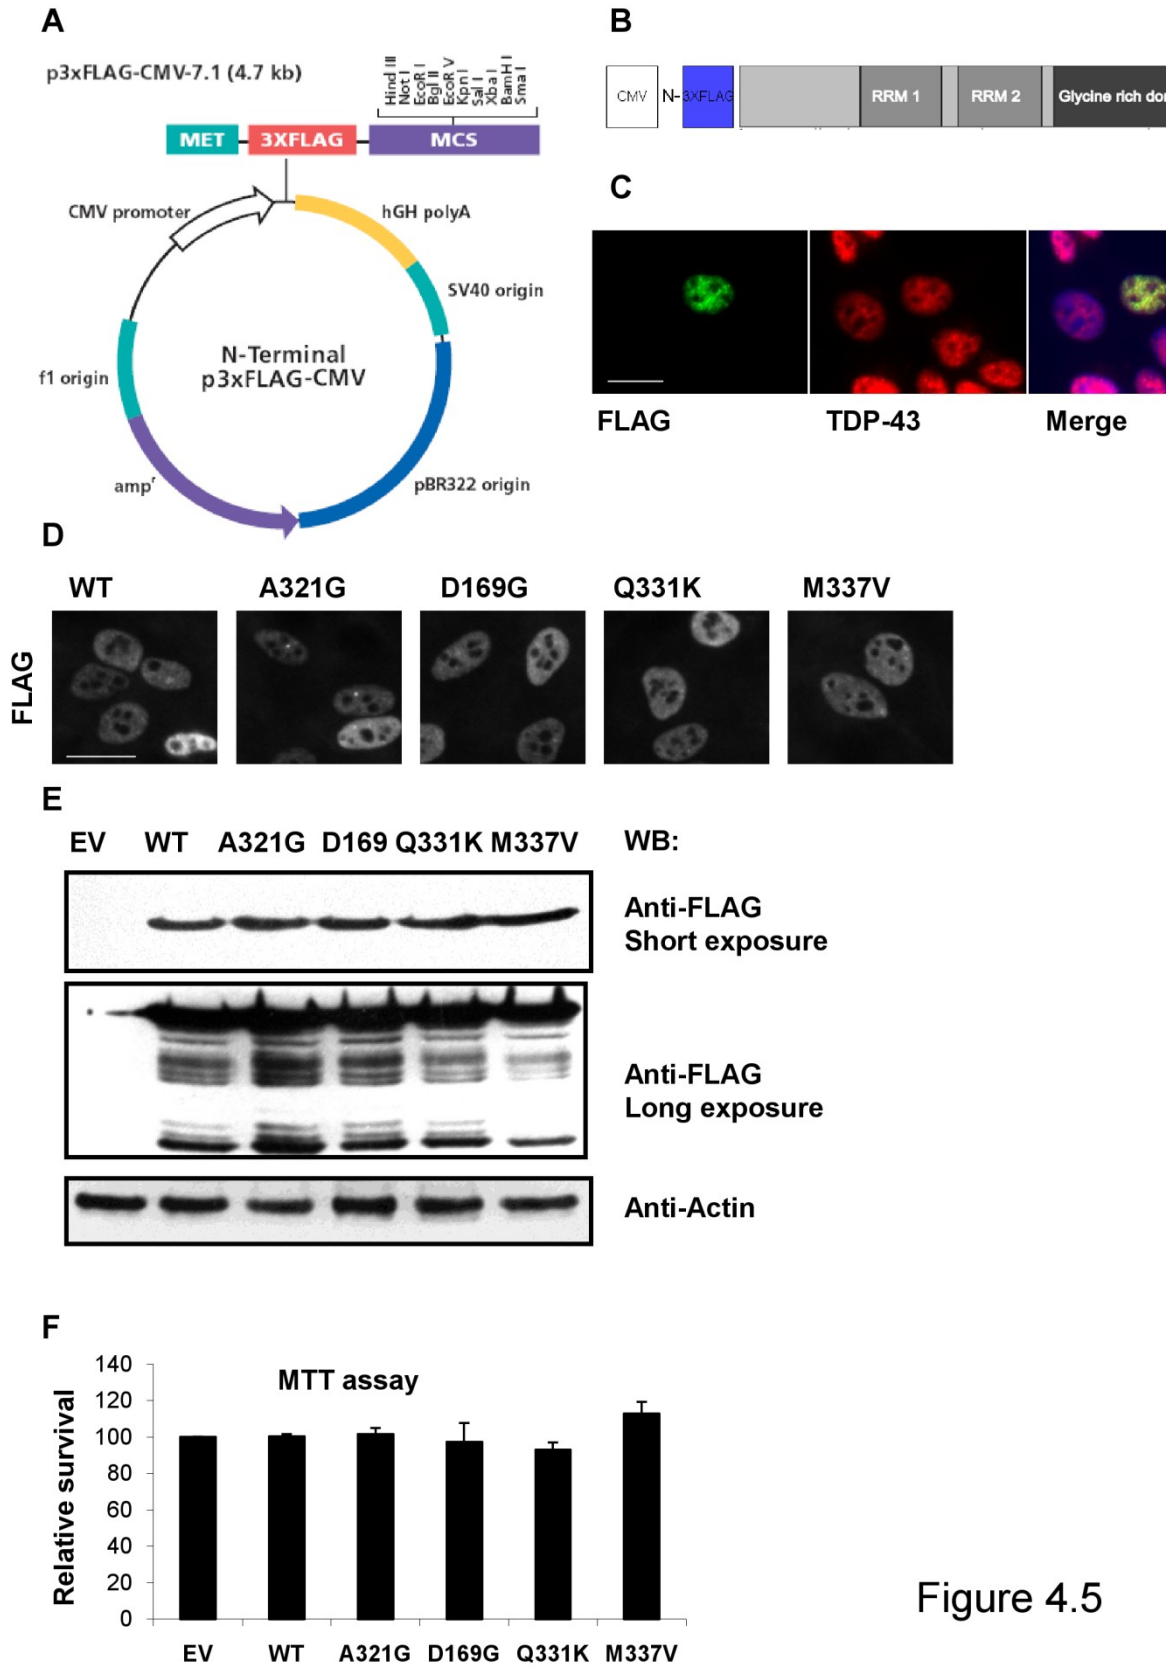 A
p3xFLAG-CMV-7.1 (4.7 kb)
Hind III
Not I
EcoR I
Bgl II
EcoR V
Kpn I
Sal I
Xba I
BamH I
Sma I
MET
3XFLAG
MCS
CMV promoter
hGH polyA
SV40 origin
N-Terminal
p3xFLAG-CMV
f1 origin
ampʳ
pBR322 origin
B
CMV
N-
3XFLAG
RRM 1
RRM 2
Glycine rich dor
C
FLAG
TDP-43
Merge
D
WT
A321G
D169G
Q331K
M337V
FLAG
E
EV WT A321G D169 Q331K M337V
WB:
Anti-FLAG
Short exposure
Anti-FLAG
Long exposure
Anti-Actin
F
MTT assay
Relative survival
140
120
100
80
60
40
20
0
EV WT A321G D169G Q331K M337V
Figure 4.5